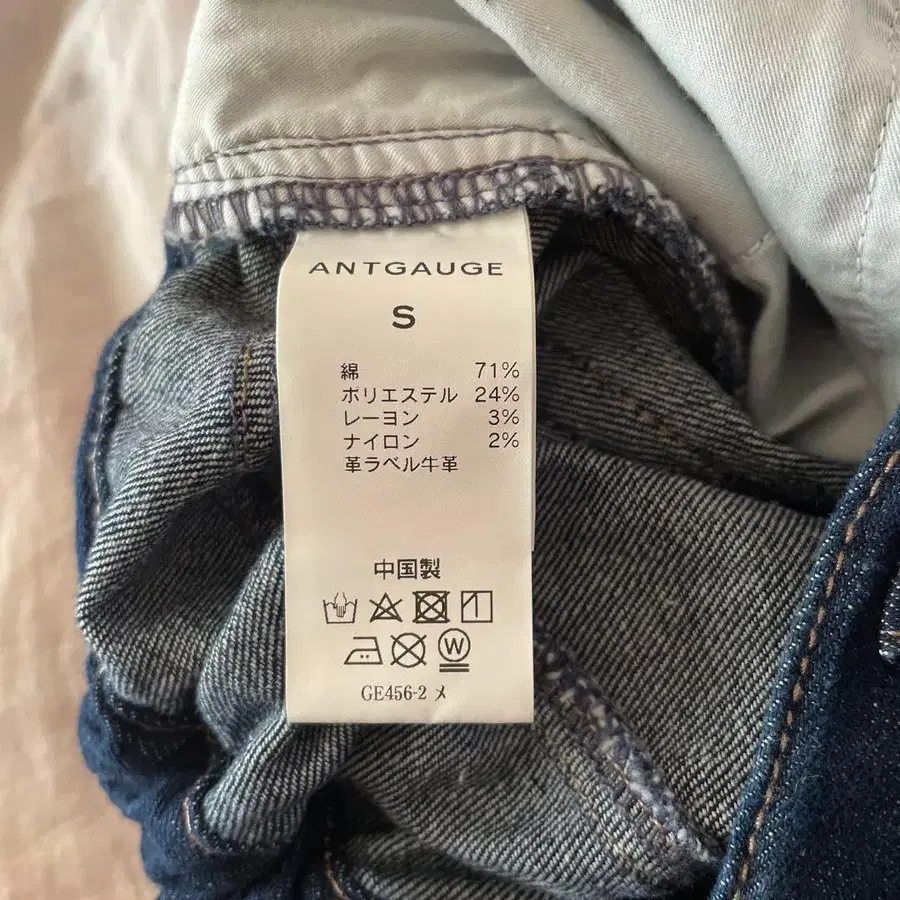 ANTGAUGE
S
綿 71%
ポリエステル 24%
レーヨン 3%
ナイロン 2%
革ラベル牛革
中国製
W
GE456-2 メ